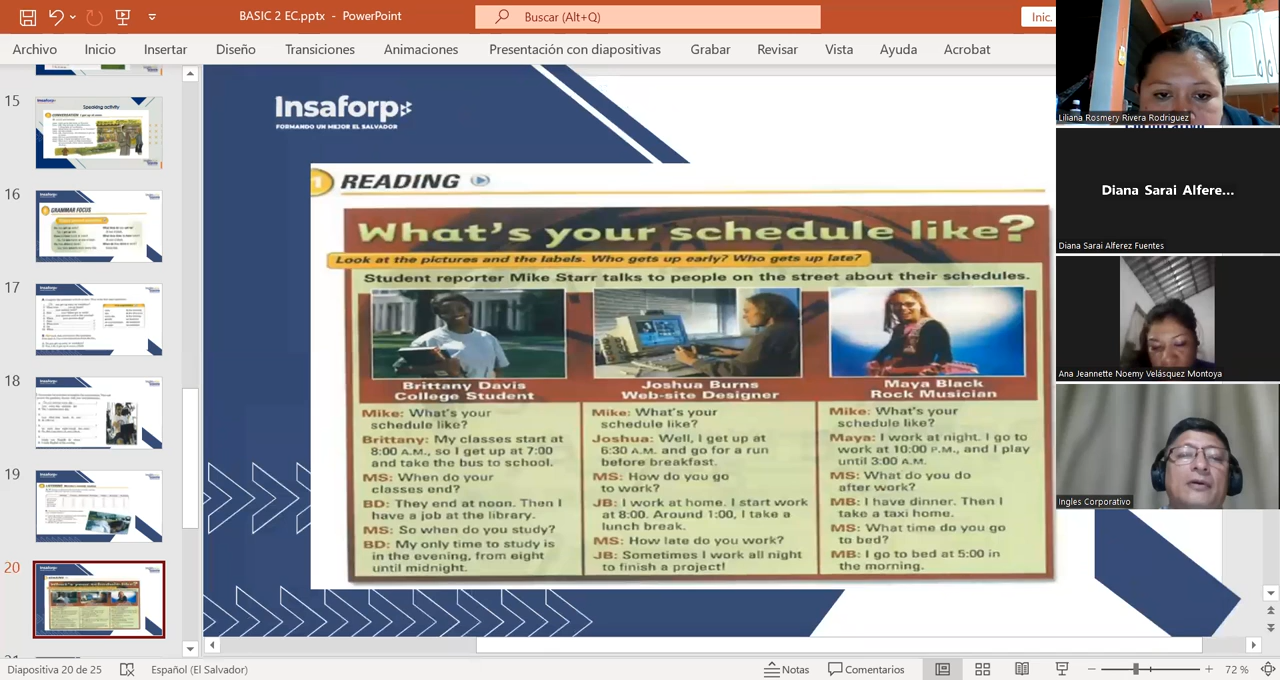 BASIC 2 EC.pptx - PowerPoint
Buscar (Alt+Q)
Inic.
Archivo Inicio Insertar Diseño Transiciones Animaciones Presentación con diapositivas Grabar Revisar Vista Ayuda Acrobat
15
Speaking activity
16
GRAMMAR FOCUS
17
18
19
20
Insaforp
FORMANDO UN MEJOR EL SALVADOR
1 READING
What's your schedule like?
Look at the pictures and the labels. Who gets up early? Who gets up late?
Student reporter Mike Starr talks to people on the street about their schedules.
Brittany Davis
College Student
Mike: What's your
schedule like?
Brittany: My classes start at
8:00 A.M., so I get up at 7:00
and take the bus to school.
MS: When do your
classes end?
BD: They end at noon. Then I
have a job at the library.
MS: So when do you study?
BD: My only time to study is
in the evening, from eight
until midnight.
Joshua Burns
Web-site Designer
Mike: What's your
schedule like?
Joshua: Well, I get up at
6:30 A.M. and go for a run
before breakfast.
MS: How do you go
to work?
JB: I work at home. I start work
at 8:00. Around 1:00, I take a
lunch break.
MS: How late do you work?
JB: Sometimes I work all night
to finish a project!
Maya Black
Rock Musician
Mike: What's your
schedule like?
Maya: I work at night. I go to
work at 10:00 P.M., and I play
until 3:00 A.M.
MS: What do you do
after work?
MB: I have dinner. Then I
take a taxi home.
MS: What time do you go
to bed?
MB: I go to bed at 5:00 in
the morning.
Liliana Rosmery Rivera Rodriguez
Diana Sarai Alfere...
Diana Sarai Alferez Fuentes
Ana Jeannette Noemy Velásquez Montoya
Ingles Corporativo
Diapositiva 20 de 25
Español (El Salvador)
Notas
Comentarios
72 %